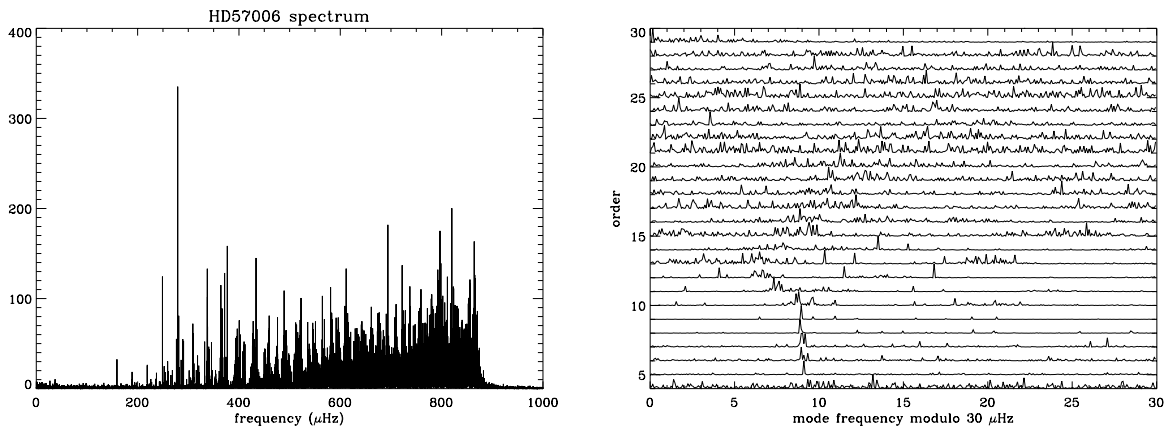 HD57006 spectrum
400
300
200
100
0
0 200 400 600 800 1000
frequency (μHz)
30
25
20
15
10
5
order
0 5 10 15 20 25 30
mode frequency modulo 30 μHz